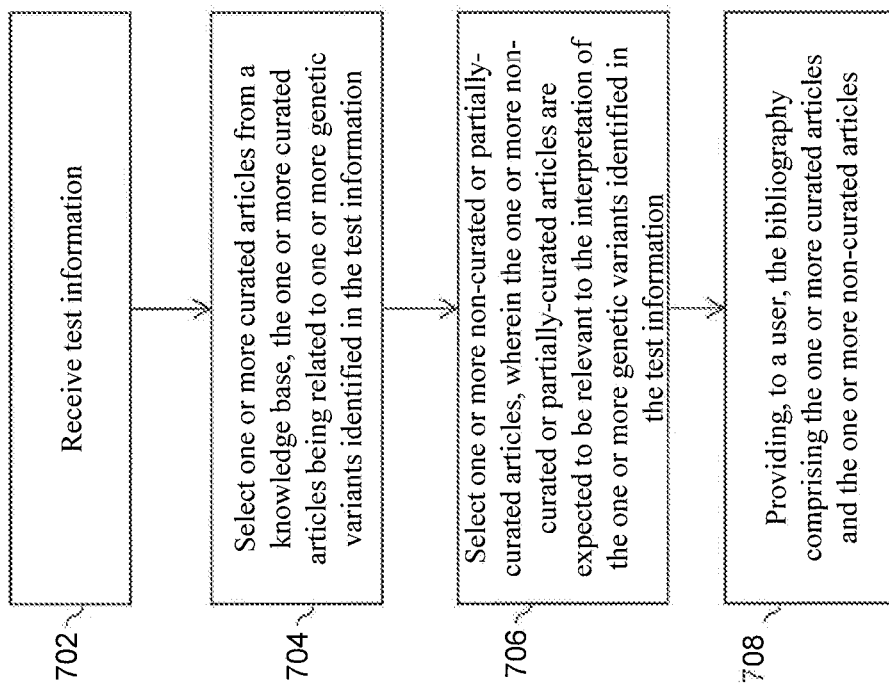 702
Receive test information
704
Select one or more curated articles from a
knowledge base, the one or more curated
articles being related to one or more genetic
variants identified in the test information
706
Select one or more non-curated or partially-
curated articles, wherein the one or more non-
curated or partially-curated articles are
expected to be relevant to the interpretation of
the one or more genetic variants identified in
the test information
708
Providing, to a user, the bibliography
comprising the one or more curated articles
and the one or more non-curated articles